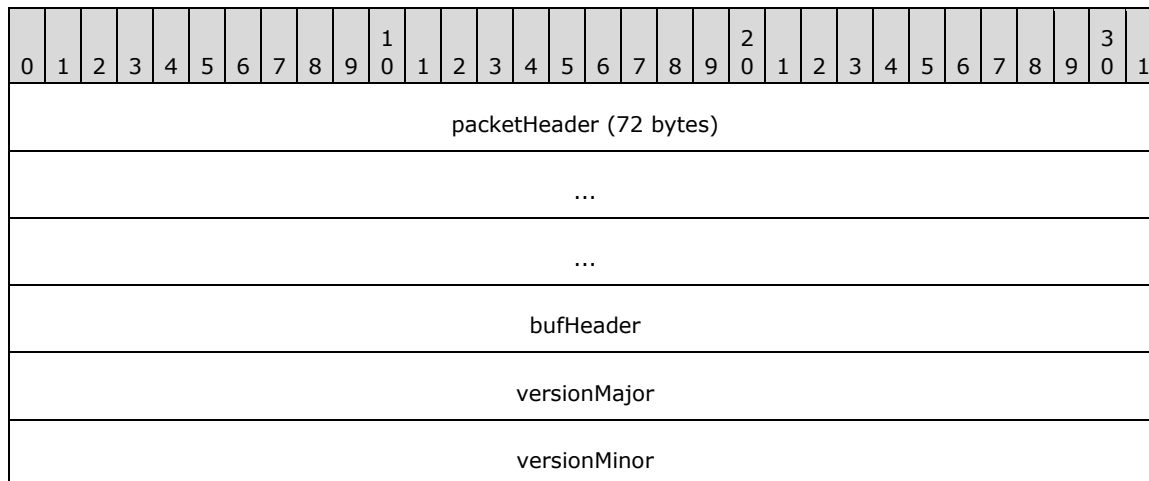 1 2 3
0 1 2 3 4 5 6 7 8 9 0 1 2 3 4 5 6 7 8 9 0 1 2 3 4 5 6 7 8 9 0 1
packetHeader (72 bytes)
...
...
bufHeader
versionMajor
versionMinor